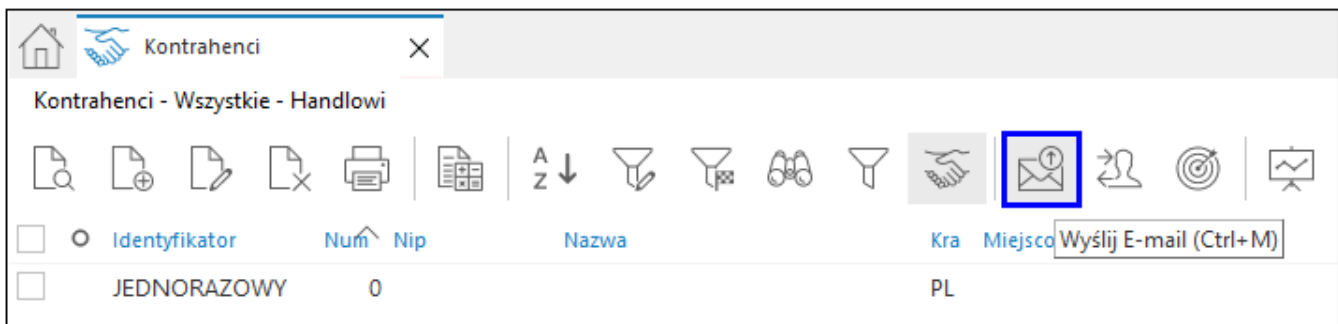 Kontrahenci
Kontrahenci - Wszystkie - Handlowi
A
Z
Identyfikator Num Nip Nazwa Kra Miejsco Wyślij E-mail (Ctrl+M)
JEDNORAZOWY 0 PL